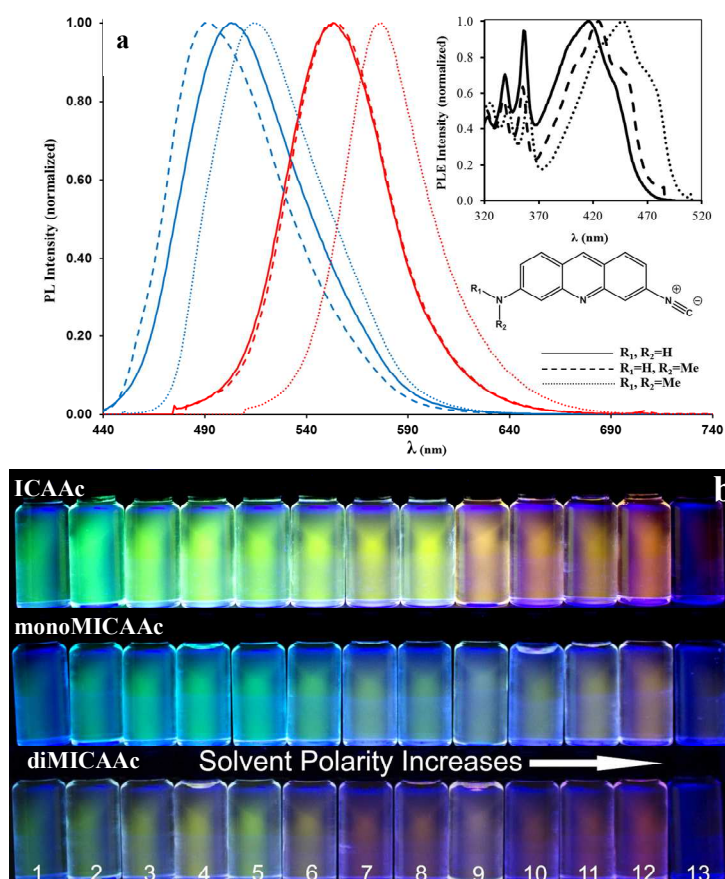 a
PL Intensity (normalized)
1.00
0.80
0.60
0.40
0.20
0.00
440
490
540
590
640
690
740
λ (nm)
PLE Intensity (normalized)
1.0
0.8
0.6
0.4
0.2
0.0
320
370
420
470
512
λ (nm)
R1
N
R2
N
N
C
+
−
R1, R2=H
R1=H, R2=Me
R1, R2=Me
b
ICAAc
monoMICAAc
diMICAAc
Solvent Polarity Increases
1 2 3 4 5 6 7 8 9 10 11 12 13